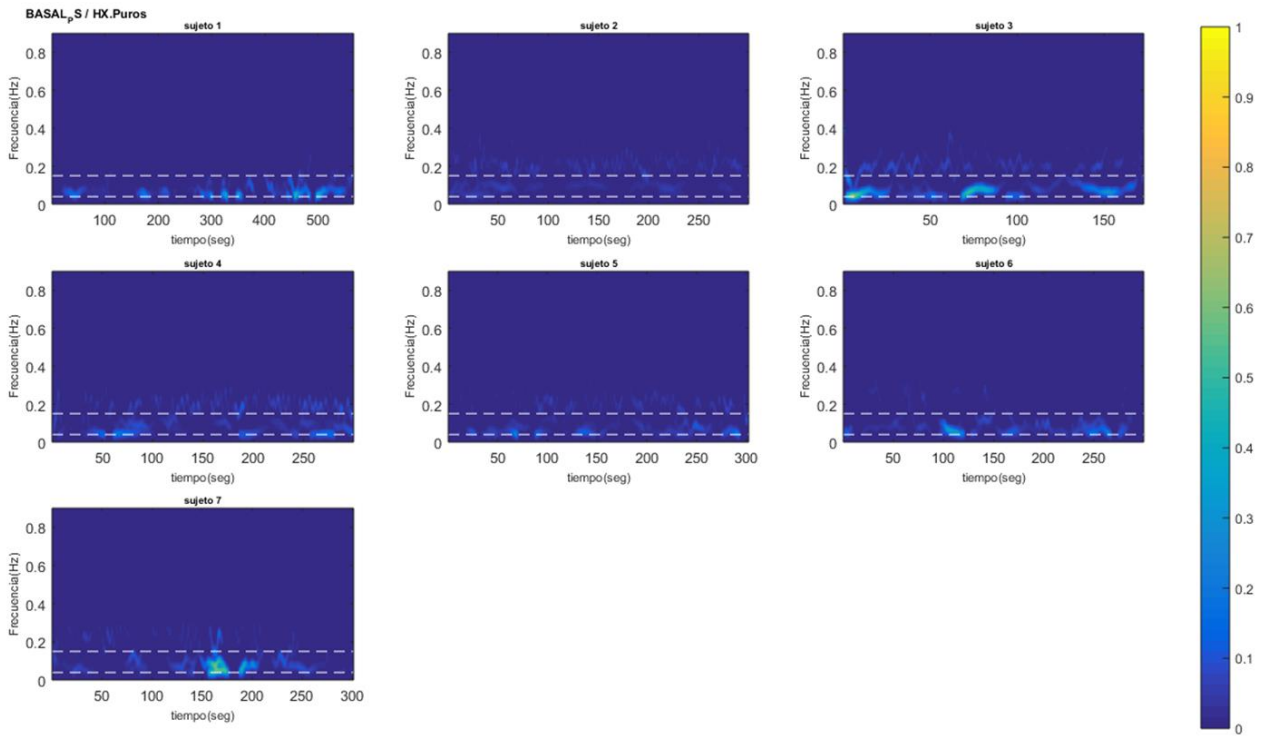 BASALPS / HX.Puros
sujeto 1
sujeto 2
sujeto 3
0.8
0.6
0.4
0.2
0
Frecuencia(Hz)
100 200 300 400 500
tiempo(seg)
0.8
0.6
0.4
0.2
0
Frecuencia(Hz)
50 100 150 200 250
tiempo(seg)
0.8
0.6
0.4
0.2
0
Frecuencia(Hz)
50 100 150
tiempo(seg)
sujeto 4
sujeto 5
sujeto 6
0.8
0.6
0.4
0.2
0
Frecuencia(Hz)
50 100 150 200 250
tiempo(seg)
0.8
0.6
0.4
0.2
0
Frecuencia(Hz)
50 100 150 200 250 300
tiempo(seg)
0.8
0.6
0.4
0.2
0
Frecuencia(Hz)
50 100 150 200 250
tiempo(seg)
sujeto 7
0.8
0.6
0.4
0.2
0
Frecuencia(Hz)
50 100 150 200 250 300
tiempo(seg)
1
0.9
0.8
0.7
0.6
0.5
0.4
0.3
0.2
0.1
0